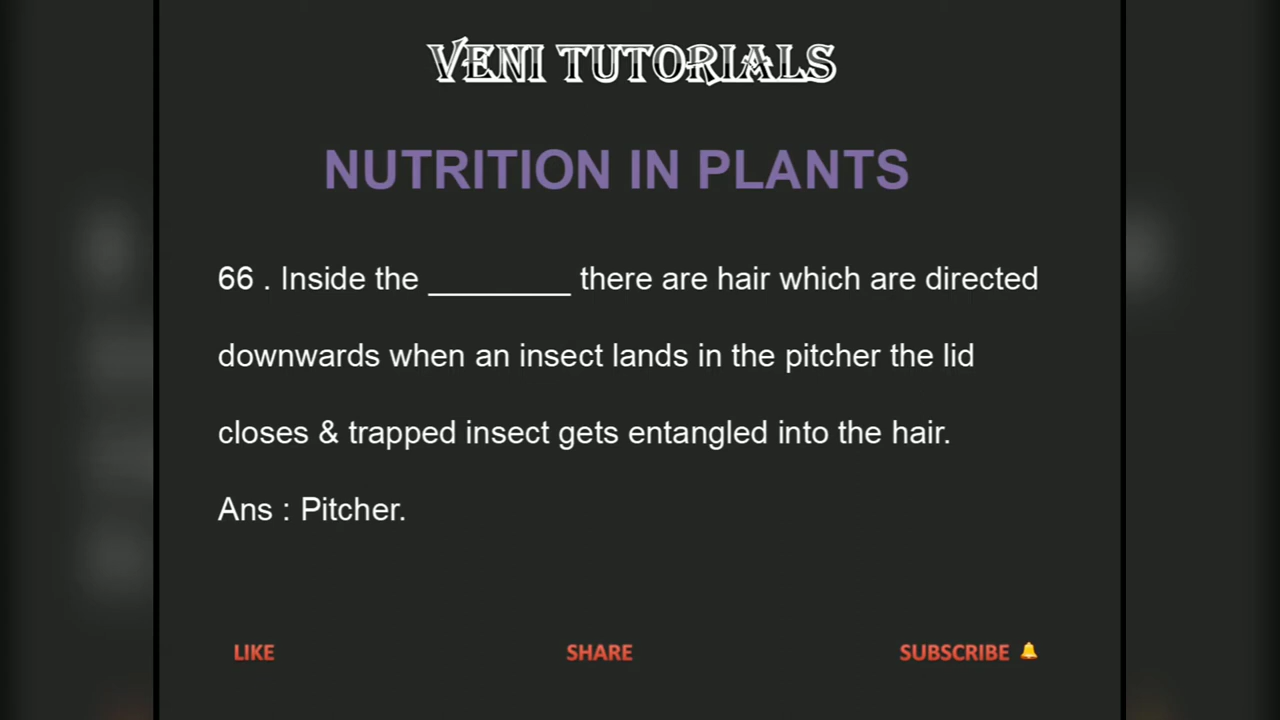 VENI TUTORIALS
NUTRITION IN PLANTS
66 . Inside the ________ there are hair which are directed
downwards when an insect lands in the pitcher the lid
closes & trapped insect gets entangled into the hair.
Ans : Pitcher.
LIKE SHARE SUBSCRIBE 🔔